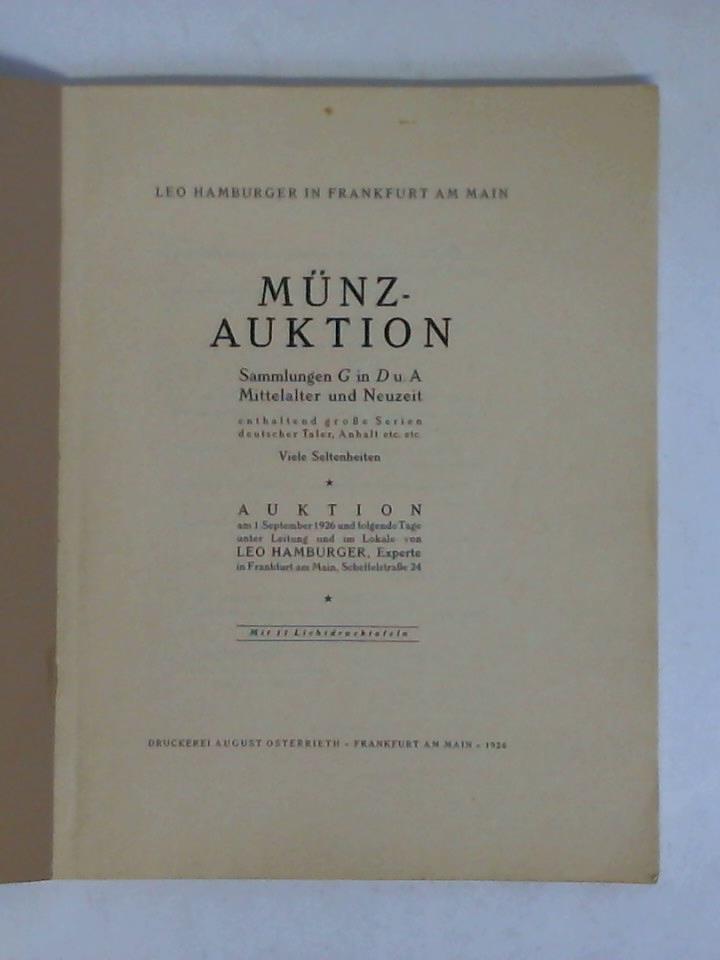 LEO HAMBURGER IN FRANKFURT AM MAIN
MÜNZ-
AUKTION
Sammlungen G in D u. A
Mittelalter und Neuzeit
enthaltend große Serien
deutscher Taler, Anhalt etc. etc.
Viele Seltenheiten
★
AUKTION
am 1. September 1926 und folgende Tage
unter Leitung und im Lokale von
LEO HAMBURGER, Experte
in Frankfurt am Main, Scheffelstraße 24
★
Mit 11 Lichtdrucktafeln
DRUCKEREI AUGUST OSTERRIETH - FRANKFURT AM MAIN - 1926